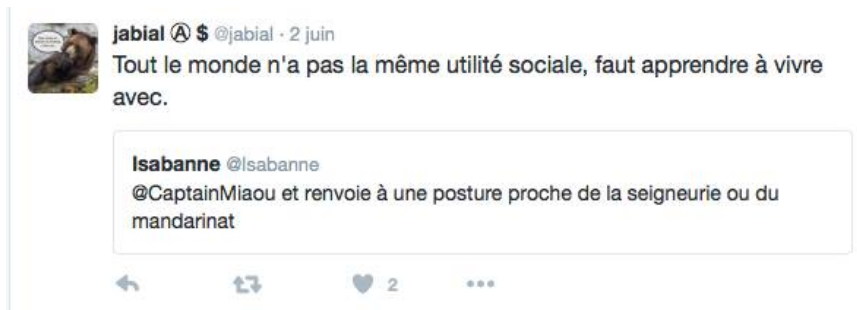 jabial Ⓐ $ @jabial · 2 juin
Tout le monde n'a pas la même utilité sociale, faut apprendre à vivre
avec.
Isabanne @Isabanne
@CaptainMiaou et renvoie à une posture proche de la seigneurie ou du
mandarinat
2